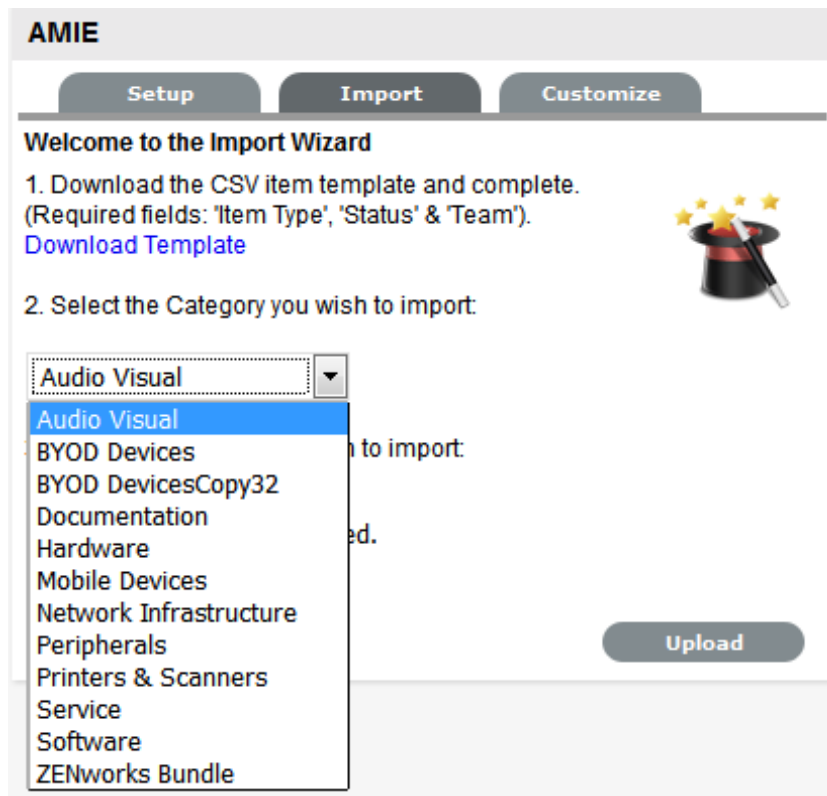 AMIE
Setup Import Customize
Welcome to the Import Wizard
1. Download the CSV item template and complete.
(Required fields: 'Item Type', 'Status' & 'Team').
Download Template
2. Select the Category you wish to import:
Audio Visual
Audio Visual
BYOD Devices
to import:
BYOD DevicesCopy32
Documentation
Hardware
Mobile Devices
Network Infrastructure
Peripherals
Upload
Printers & Scanners
Service
Software
ZENworks Bundle